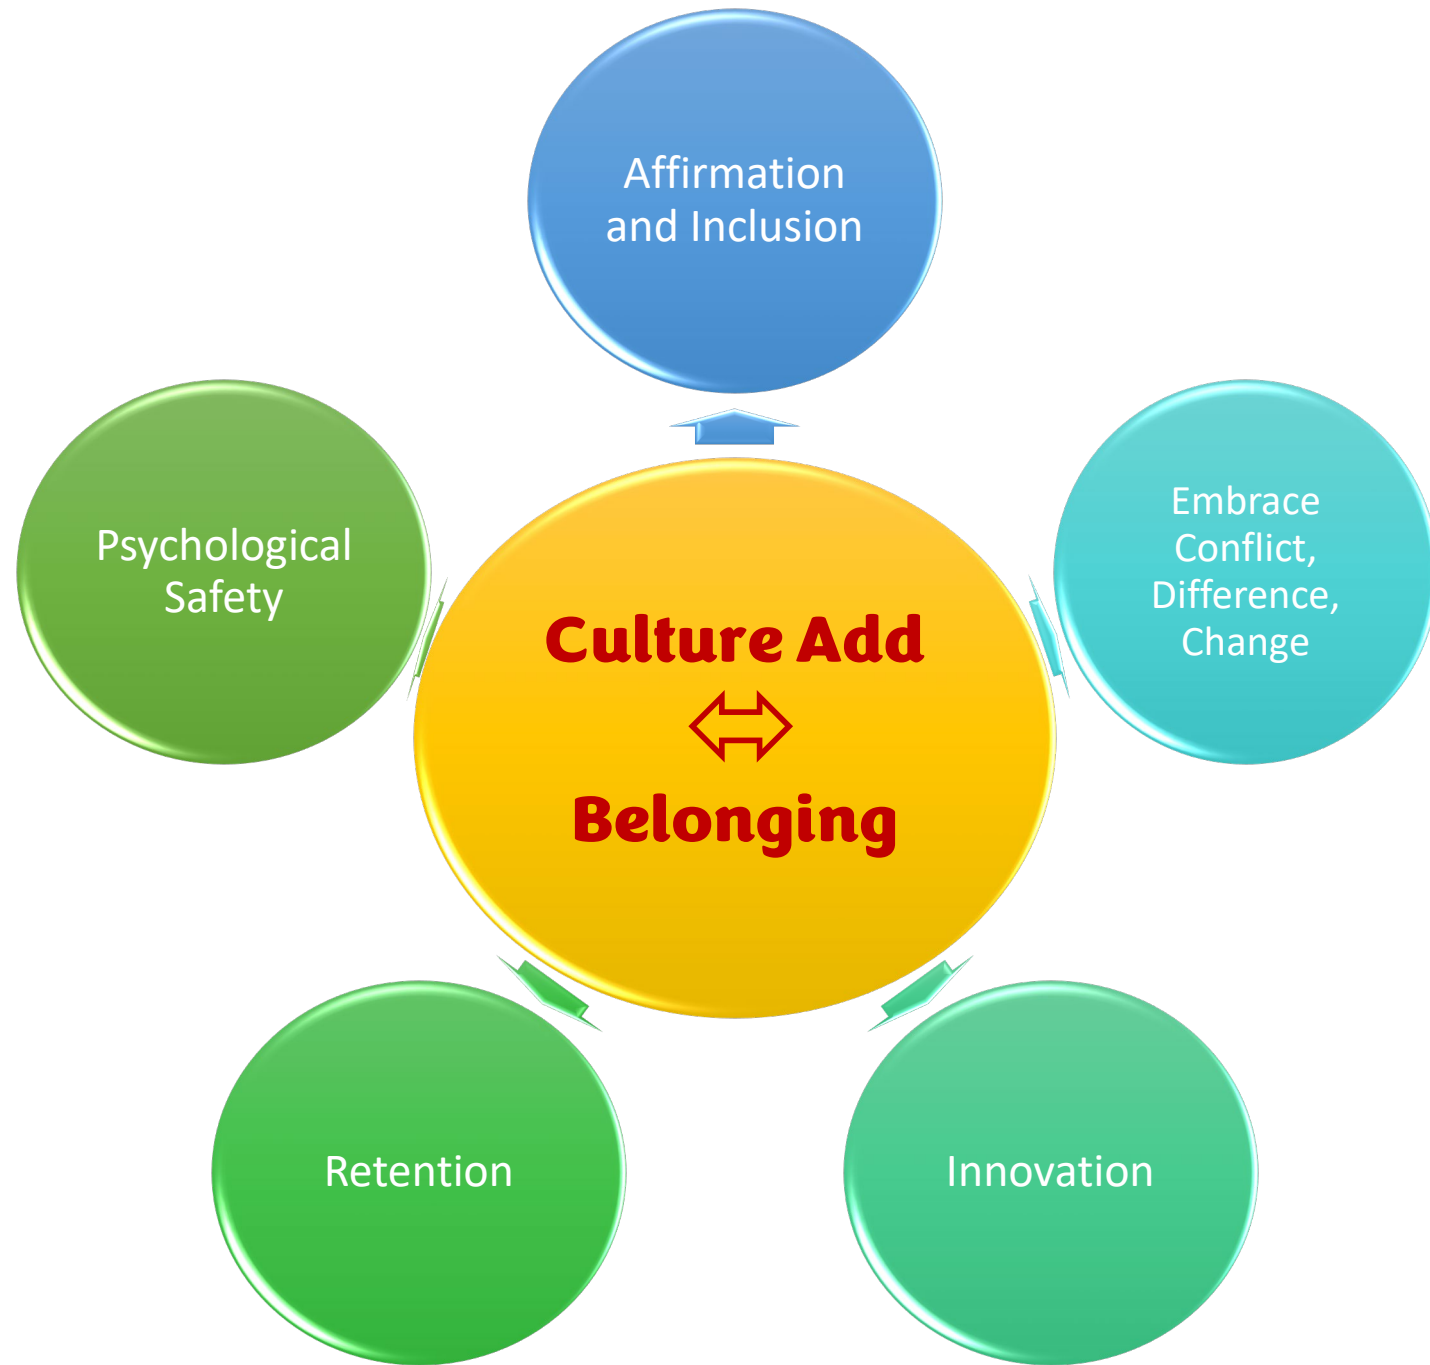 Affirmation
and Inclusion
Embrace
Conflict,
Difference,
Change
Innovation
Retention
Psychological
Safety
Culture Add
Belonging